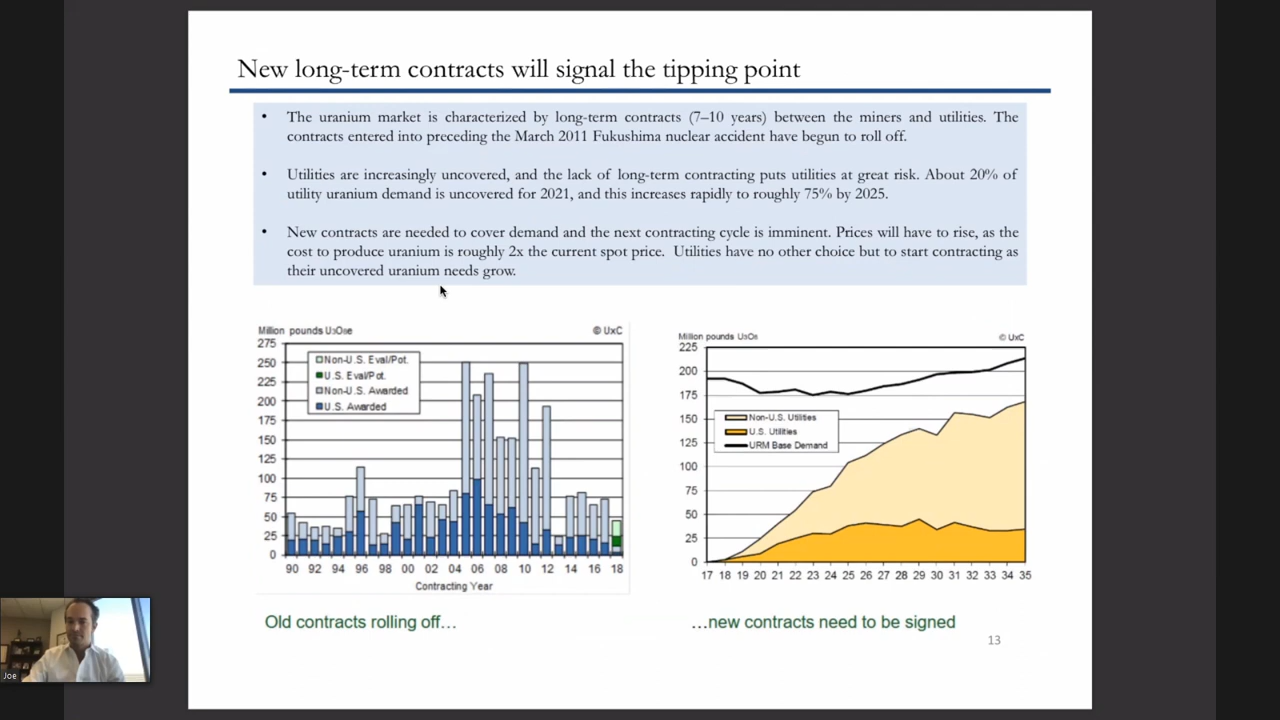 New long-term contracts will signal the tipping point
• The uranium market is characterized by long-term contracts (7–10 years) between the miners and utilities. The
contracts entered into preceding the March 2011 Fukushima nuclear accident have begun to roll off.
• Utilities are increasingly uncovered, and the lack of long-term contracting puts utilities at great risk. About 20% of
utility uranium demand is uncovered for 2021, and this increases rapidly to roughly 75% by 2025.
• New contracts are needed to cover demand and the next contracting cycle is imminent. Prices will have to rise, as the
cost to produce uranium is roughly 2x the current spot price. Utilities have no other choice but to start contracting as
their uncovered uranium needs grow.
Million pounds U3O8e
© UxC
275
250
225
200
175
150
125
100
75
50
25
0
Non-U.S. Eval/Pot.
U.S. Eval/Pot.
Non-U.S. Awarded
U.S. Awarded
90 92 94 96 98 00 02 04 06 08 10 12 14 16 18
Contracting Year
Million pounds U3O8
© UxC
225
200
175
150
125
100
75
50
25
0
Non-U.S. Utilities
U.S. Utilities
URM Base Demand
17 18 19 20 21 22 23 24 25 26 27 28 29 30 31 32 33 34 35
Old contracts rolling off…
…new contracts need to be signed
13
Joe